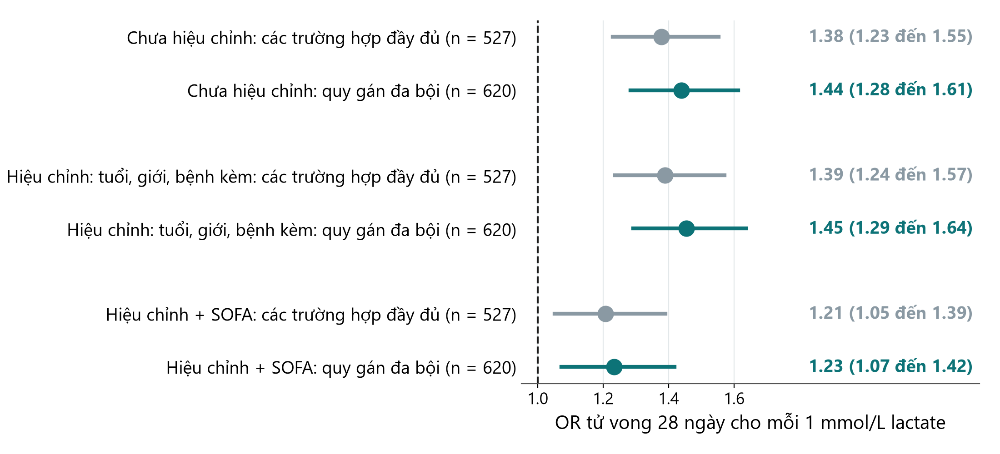 Chưa hiệu chỉnh: các trường hợp đầy đủ (n = 527) 1.38 (1.23 đến 1.55)
Chưa hiệu chỉnh: quy gán đa bội (n = 620) 1.44 (1.28 đến 1.61)
Hiệu chỉnh: tuổi, giới, bệnh kèm: các trường hợp đầy đủ (n = 527) 1.39 (1.24 đến 1.57)
Hiệu chỉnh: tuổi, giới, bệnh kèm: quy gán đa bội (n = 620) 1.45 (1.29 đến 1.64)
Hiệu chỉnh + SOFA: các trường hợp đầy đủ (n = 527) 1.21 (1.05 đến 1.39)
Hiệu chỉnh + SOFA: quy gán đa bội (n = 620) 1.23 (1.07 đến 1.42)
1.0 1.2 1.4 1.6
OR tử vong 28 ngày cho mỗi 1 mmol/L lactate